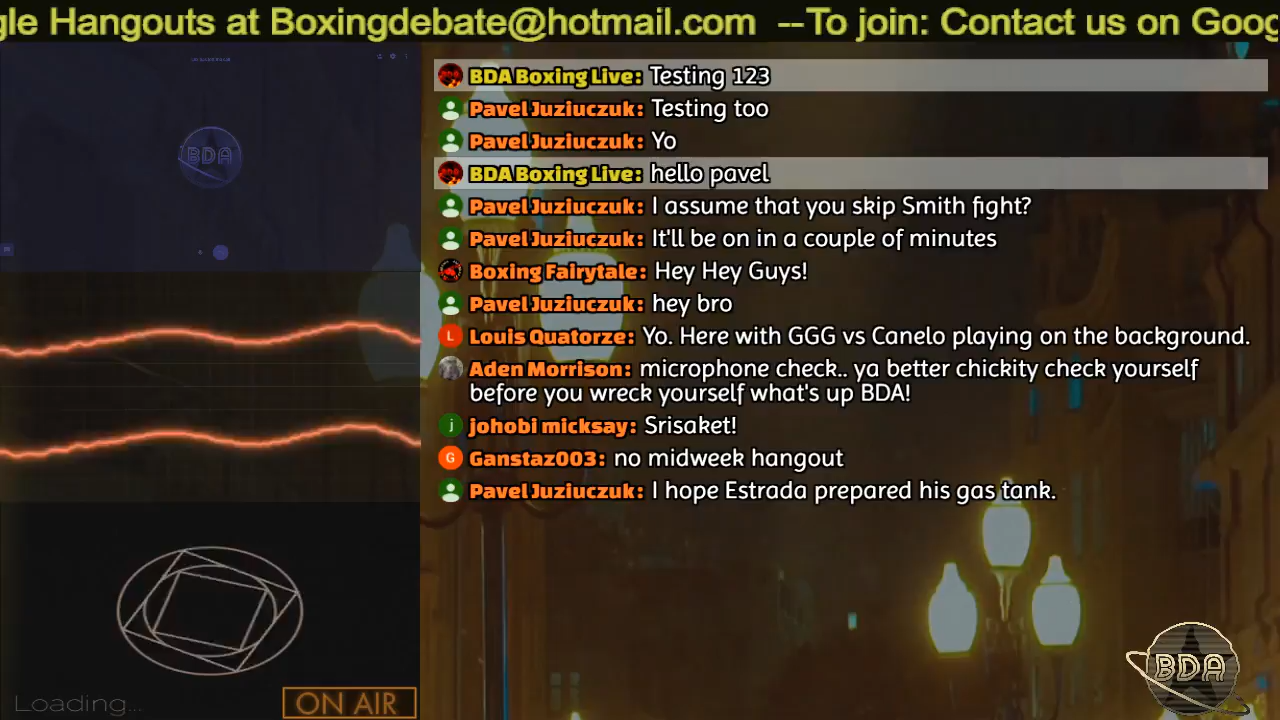 gle Hangouts at Boxingdebate@hotmail.com --To join: Contact us on Goog
BDA
BDA Boxing Live: Testing 123
Pavel Juziuczuk: Testing too
Pavel Juziuczuk: Yo
BDA Boxing Live: hello pavel
Pavel Juziuczuk: I assume that you skip Smith fight?
Pavel Juziuczuk: It'll be on in a couple of minutes
Boxing Fairytale: Hey Hey Guys!
Pavel Juziuczuk: hey bro
L Louis Quatorze: Yo. Here with GGG vs Canelo playing on the background.
Aden Morrison: microphone check.. ya better chickity check yourself
before you wreck yourself what's up BDA!
j johobi micksay: Srisaket!
G Ganstaz003: no midweek hangout
Pavel Juziuczuk: I hope Estrada prepared his gas tank.
Loading...
ON AIR
BDA